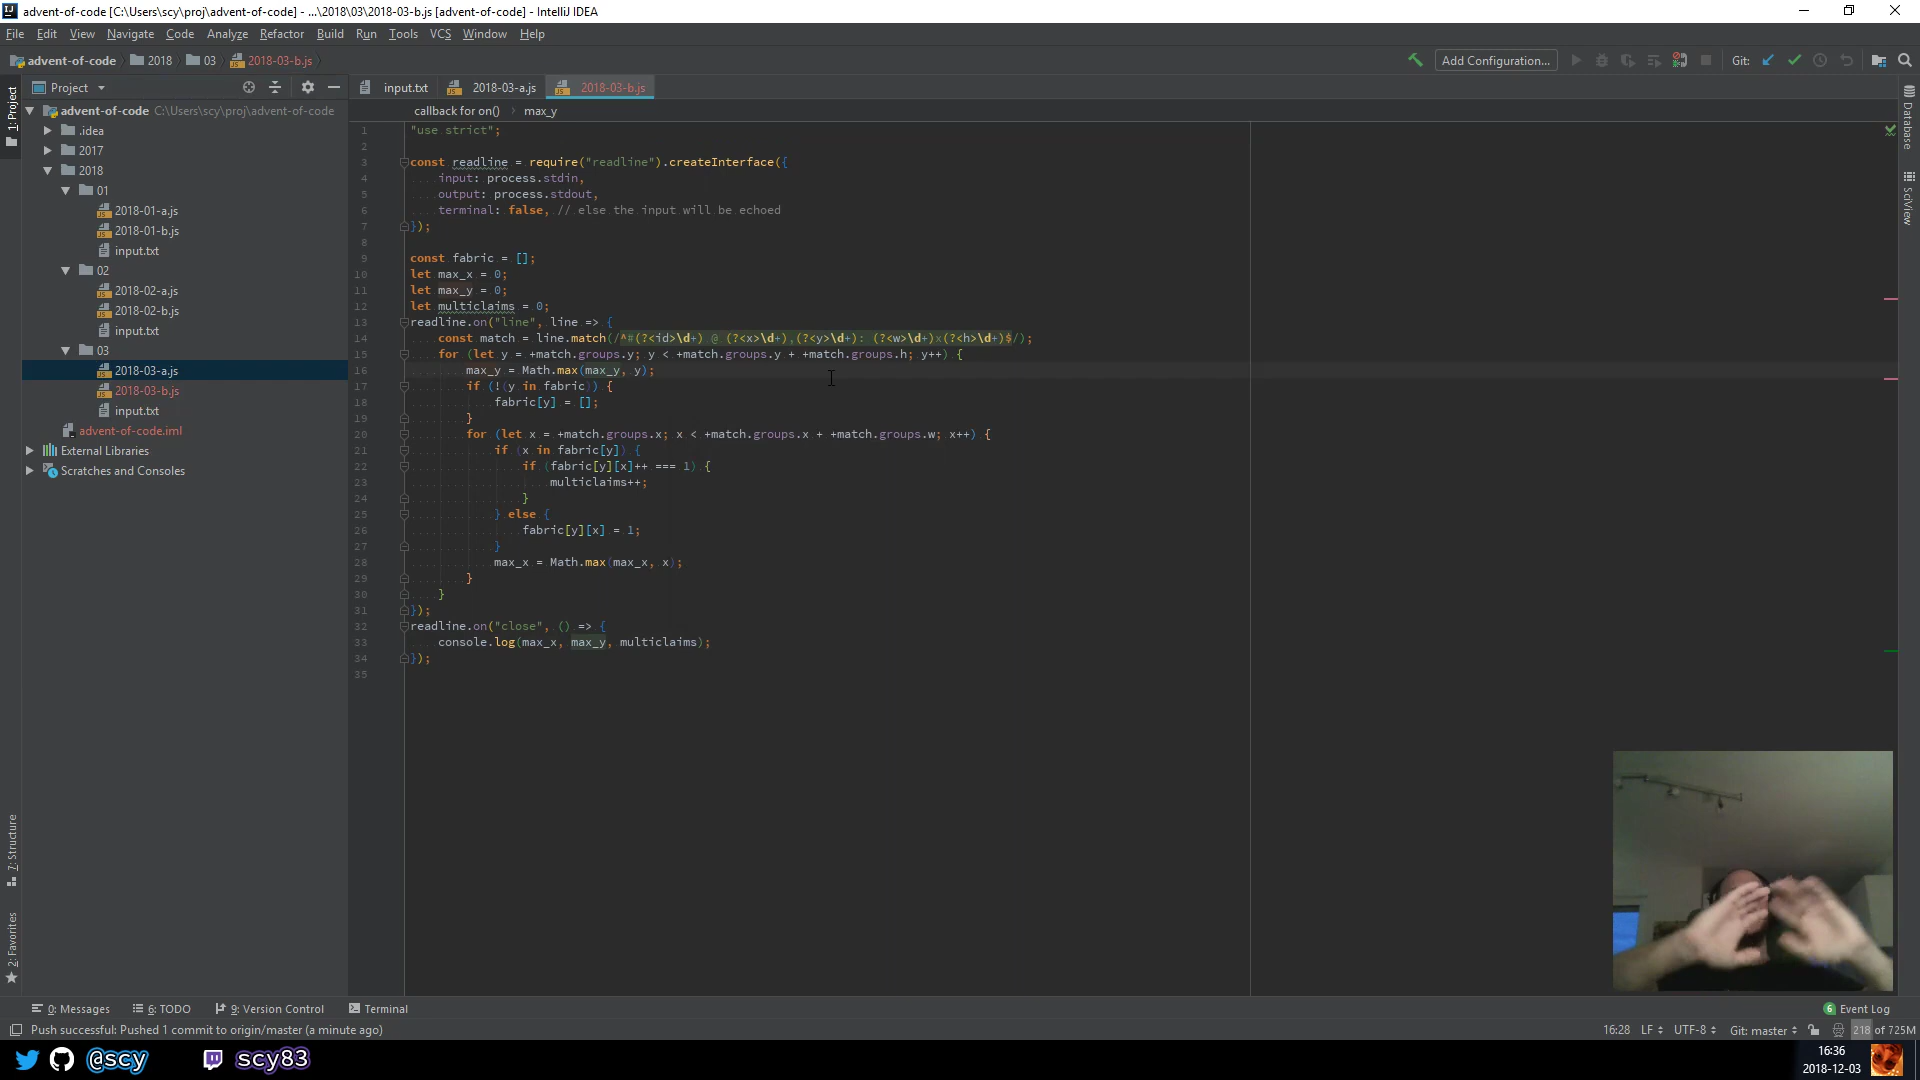 advent-of-code [C:\Users\scy\proj\advent-of-code] - ...\2018\03\2018-03-b.js [advent-of-code] - IntelliJ IDEA
File Edit View Navigate Code Analyze Refactor Build Run Tools VCS Window Help
advent-of-code 2018 03 2018-03-b.js Add Configuration... Git:
Project
input.txt 2018-03-a.js 2018-03-b.js
callback for on() max_y
1: Project
advent-of-code C:\Users\scy\proj\advent-of-code
.idea
2017
2018
01
2018-01-a.js
2018-01-b.js
input.txt
02
2018-02-a.js
2018-02-b.js
input.txt
03
2018-03-a.js
2018-03-b.js
input.txt
advent-of-code.iml
External Libraries
Scratches and Consoles
7: Structure
2: Favorites
1 "use strict";
2
3 const readline = require("readline").createInterface({
4 input: process.stdin,
5 output: process.stdout,
6 terminal: false, // else the input will be echoed
7 });
8
9 const fabric = [];
10 let max_x = 0;
11 let max_y = 0;
12 let multiclaims = 0;
13 readline.on("line", line => {
14 const match = line.match(/^#(?<id>\d+) @ (?<x>\d+),(?<y>\d+): (?<w>\d+)x(?<h>\d+)$/);
15 for (let y = +match.groups.y; y < +match.groups.y + +match.groups.h; y++) {
16 max_y = Math.max(max_y, y);
17 if (!(y in fabric)) {
18 fabric[y] = [];
19 }
20 for (let x = +match.groups.x; x < +match.groups.x + +match.groups.w; x++) {
21 if (x in fabric[y]) {
22 if (fabric[y][x]++ === 1) {
23 multiclaims++;
24 }
25 } else {
26 fabric[y][x] = 1;
27 }
28 max_x = Math.max(max_x, x);
29 }
30 }
31 });
32 readline.on("close", () => {
33 console.log(max_x, max_y, multiclaims);
34 });
35
Database
SciView
0: Messages 6: TODO 9: Version Control Terminal 6 Event Log
Push successful: Pushed 1 commit to origin/master (a minute ago) 16:28 LF UTF-8 Git: master 218 of 725M
@scy scy83 16:36
2018-12-03